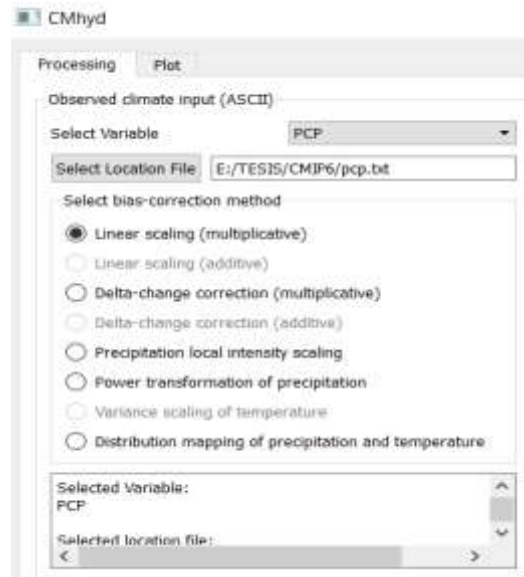 CMhyd
Processing Plot
Observed climate input (ASCII)
Select Variable PCP
Select Location File E:/TESIS/CMIP6/pcp.txt
Select bias-correction method
Linear scaling (multiplicative)
Linear scaling (additive)
Delta-change correction (multiplicative)
Delta-change correction (additive)
Precipitation local intensity scaling
Power transformation of precipitation
Variance scaling of temperature
Distribution mapping of precipitation and temperature
Selected Variable:
PCP
Selected location file: